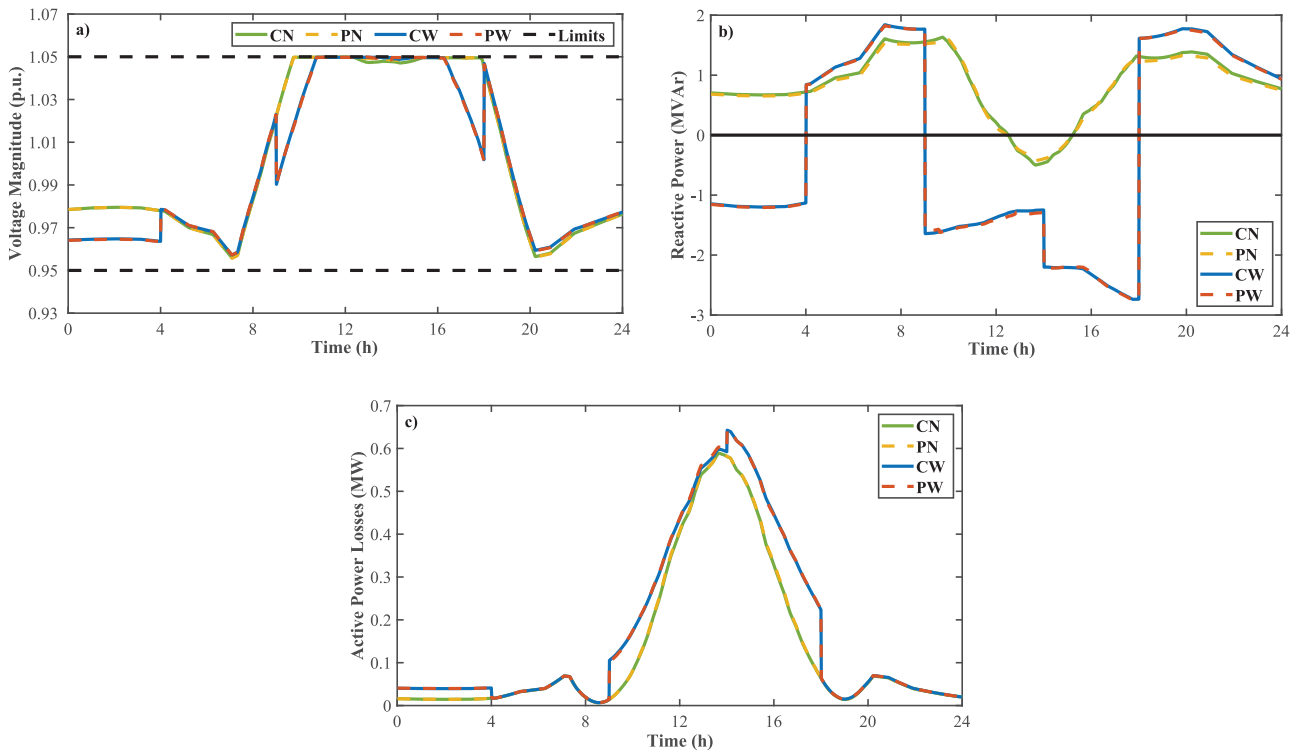 a)
CN PN CW PW Limits
Voltage Magnitude (p.u.)
1.05
1.03
1.01
0.99
0.97
0.95
0.93
0 4 8 12 16 20 24
Time (h)
b)
Reactive Power (MVAr)
2
1
0
-1
-2
-3
CN
PN
CW
PW
0 4 8 12 16 20 24
Time (h)
c)
Active Power Losses (MW)
0.7
0.6
0.5
0.4
0.3
0.2
0.1
0
CN
PN
CW
PW
0 4 8 12 16 20 24
Time (h)